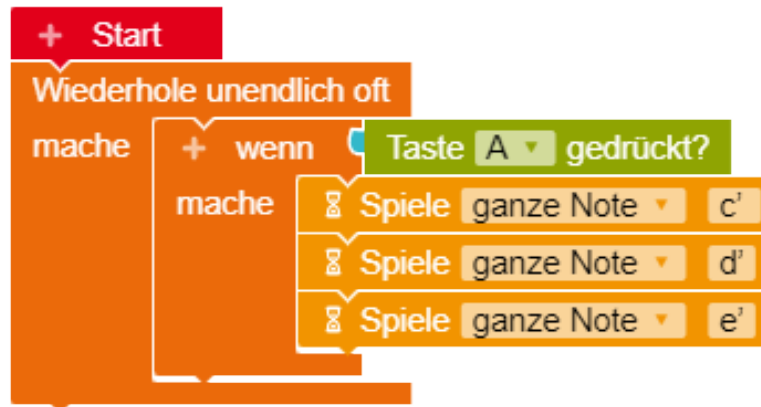 + Start
Wiederhole unendlich oft
mache + wenn Taste A gedrückt?
mache Spiele ganze Note c'
Spiele ganze Note d'
Spiele ganze Note e'